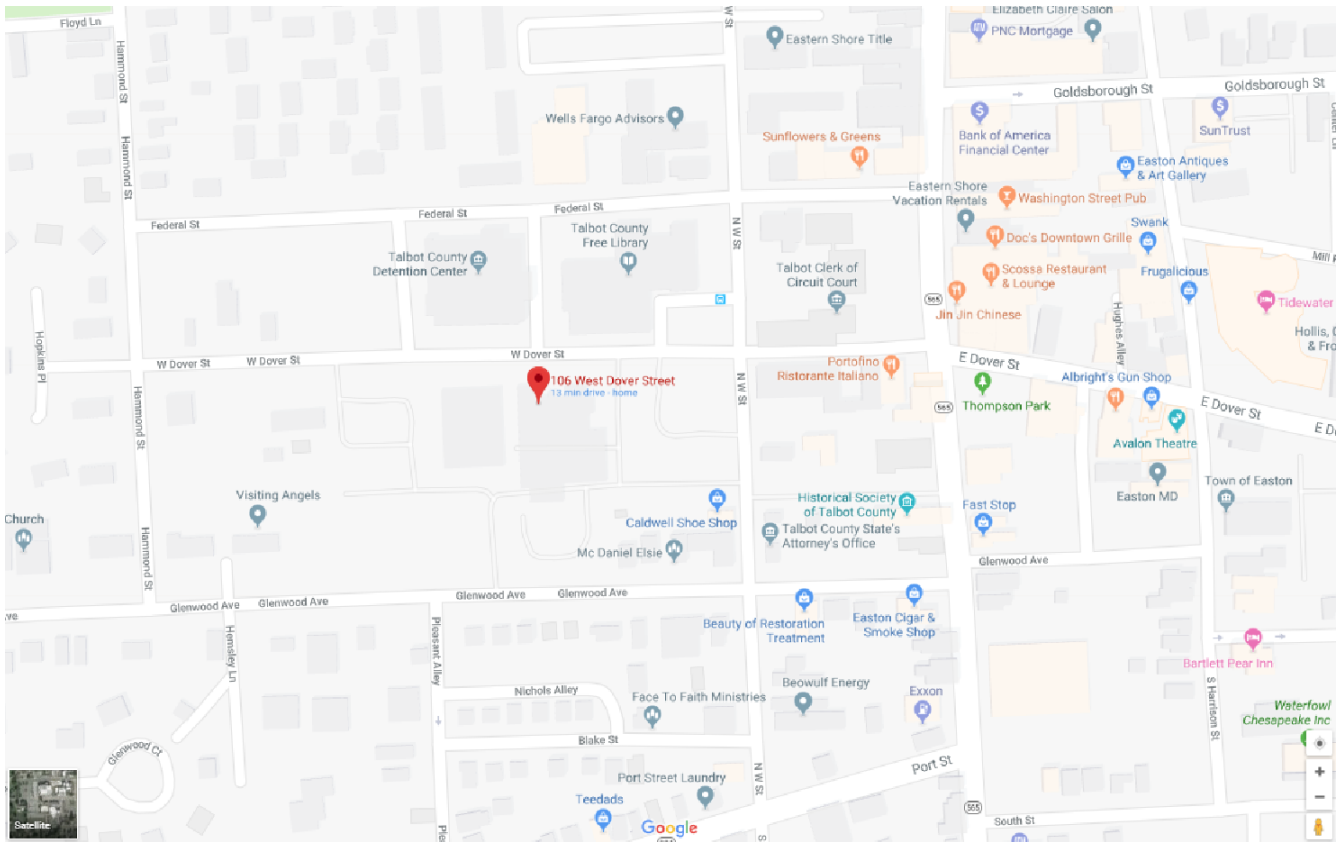 Floyd Ln
Hammond St
Hammond St
N W St
Eastern Shore Title
Elizabeth Claire Salon
PNC Mortgage
Goldsborough St
Goldsborough St
Wells Fargo Advisors
Sunflowers & Greens
Bank of America
Financial Center
SunTrust
Easton Antiques
& Art Gallery
Eastern Shore
Vacation Rentals
Washington Street Pub
Federal St
Federal St
Federal St
N W St
Talbot County
Free Library
Talbot County
Detention Center
Talbot Clerk of
Circuit Court
Doc's Downtown Grille
Swank
Scossa Restaurant
& Lounge
Frugalicious
Tidewater
565
Jin Jin Chinese
Hughes Alley
Hollis, C
& Fro
Hopkins Pl
W Dover St
W Dover St
W Dover St
E Dover St
106 West Dover Street
13 min drive - home
Portofino
Ristorante Italiano
Albright's Gun Shop
Thompson Park
565
E Dover St
Hammond St
N W St
Avalon Theatre
Visiting Angels
Church
Caldwell Shoe Shop
Historical Society
of Talbot County
Fast Stop
Easton MD
Town of Easton
Talbot County State's
Attorney's Office
Mc Daniel Elsie
Hammond St
Glenwood Ave
Glenwood Ave
Glenwood Ave
Glenwood Ave
Glenwood Ave
Hemsley Ln
Pleasant Alley
Beauty of Restoration
Treatment
Easton Cigar &
Smoke Shop
Bartlett Pear Inn
Nichols Alley
Face To Faith Ministries
Beowulf Energy
Exxon
S Harrison St
Waterfowl
Chesapeake Inc
Glenwood Ct
Blake St
N W St
Port St
Port Street Laundry
Teedads
565
South St
Satellite
Google